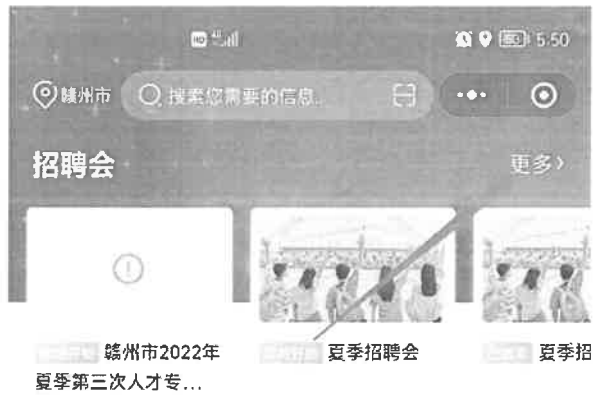 HD 4G 5:50
赣州市 搜索您需要的信息..
招聘会 更多>
赣州市2022年
夏季第三次人才专...
夏季招聘会
夏季招